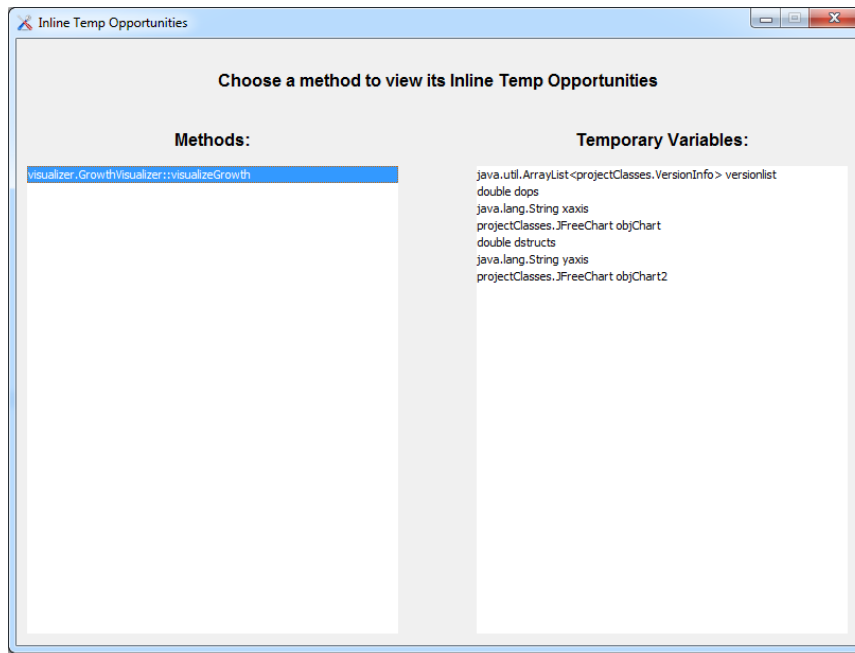 Inline Temp Opportunities
Choose a method to view its Inline Temp Opportunities
Methods:
Temporary Variables:
visualizer.GrowthVisualizer::visualizeGrowth
java.util.ArrayList<projectClasses.VersionInfo> versionlist
double dops
java.lang.String xaxis
projectClasses.JFreeChart objChart
double dstructs
java.lang.String yaxis
projectClasses.JFreeChart objChart2